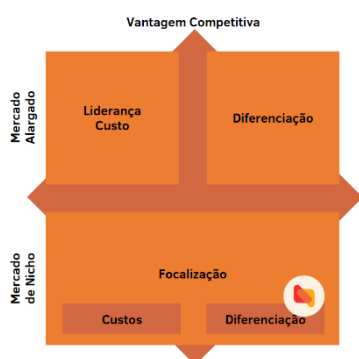 Vantagem Competitiva
Mercado
Alargado
Liderança
Custo
Diferenciação
Mercado
de Nicho
Focalização
Custos
Diferenciação